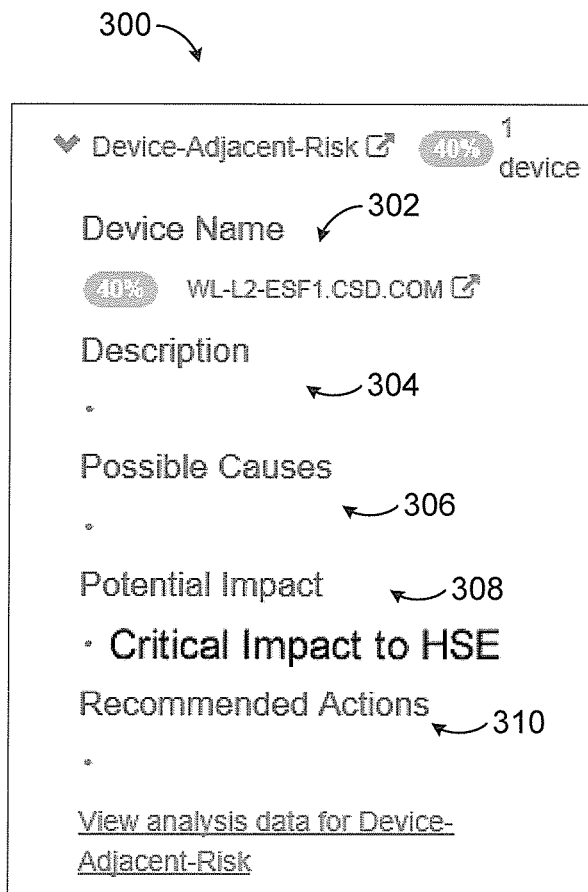 300
Device-Adjacent-Risk 40% 1
device
302
Device Name
40% WL-L2-ESF1.CSD.COM
Description
304
Possible Causes
306
Potential Impact
308
• Critical Impact to HSE
Recommended Actions
310
View analysis data for Device-
Adjacent-Risk